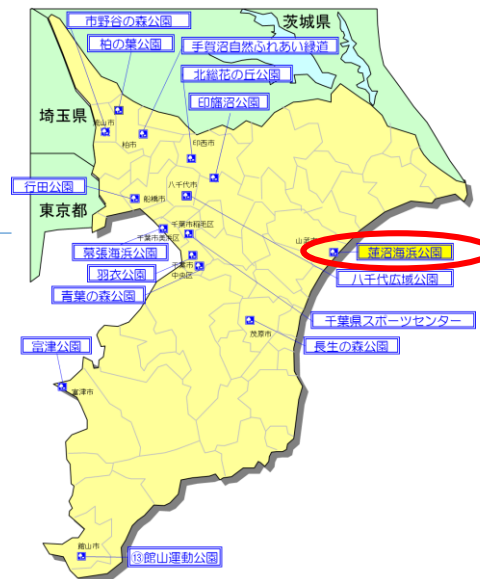 茨城県
市野谷の森公園
柏の葉公園
手賀沼自然ふれあい緑道
北総花の丘公園
印旛沼公園
埼玉県
流山市
柏市
印西市
行田公園
八千代市
東京都
船橋市
千葉市稲毛区
千葉市美浜区
山武市
蓮沼海浜公園
幕張海浜公園
羽衣公園
千葉市
中央区
八千代広域公園
青葉の森公園
千葉県スポーツセンター
茂原市
長生の森公園
富津公園
富津市
館山市
⑬館山運動公園